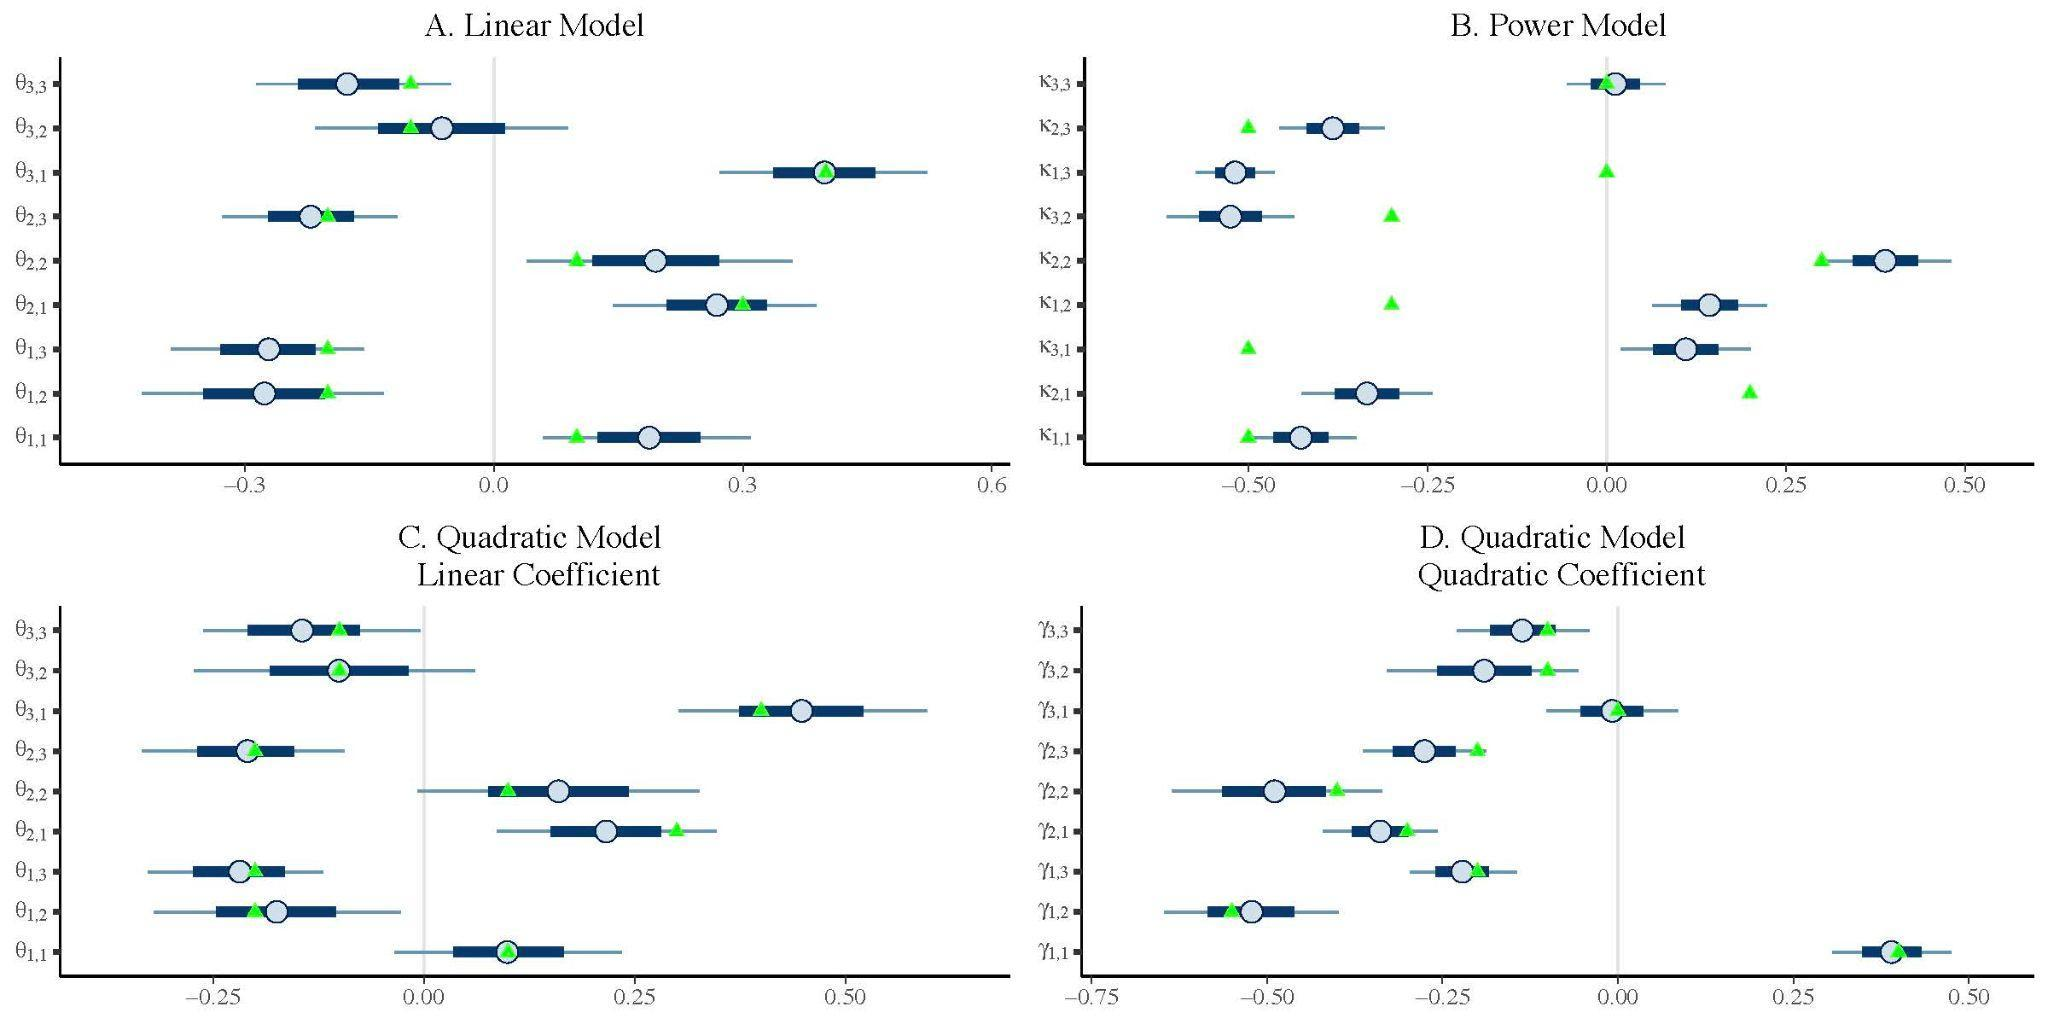 A. Linear Model
θ3,3
θ3,2
θ3,1
θ2,3
θ2,2
θ2,1
θ1,3
θ1,2
θ1,1
−0.3 0.0 0.3 0.6
B. Power Model
κ3,3
κ2,3
κ1,3
κ3,2
κ2,2
κ1,2
κ3,1
κ2,1
κ1,1
−0.50 −0.25 0.00 0.25 0.50
C. Quadratic Model
Linear Coefficient
θ3,3
θ3,2
θ3,1
θ2,3
θ2,2
θ2,1
θ1,3
θ1,2
θ1,1
−0.25 0.00 0.25 0.50
D. Quadratic Model
Quadratic Coefficient
γ3,3
γ3,2
γ3,1
γ2,3
γ2,2
γ2,1
γ1,3
γ1,2
γ1,1
−0.75 −0.50 −0.25 0.00 0.25 0.50